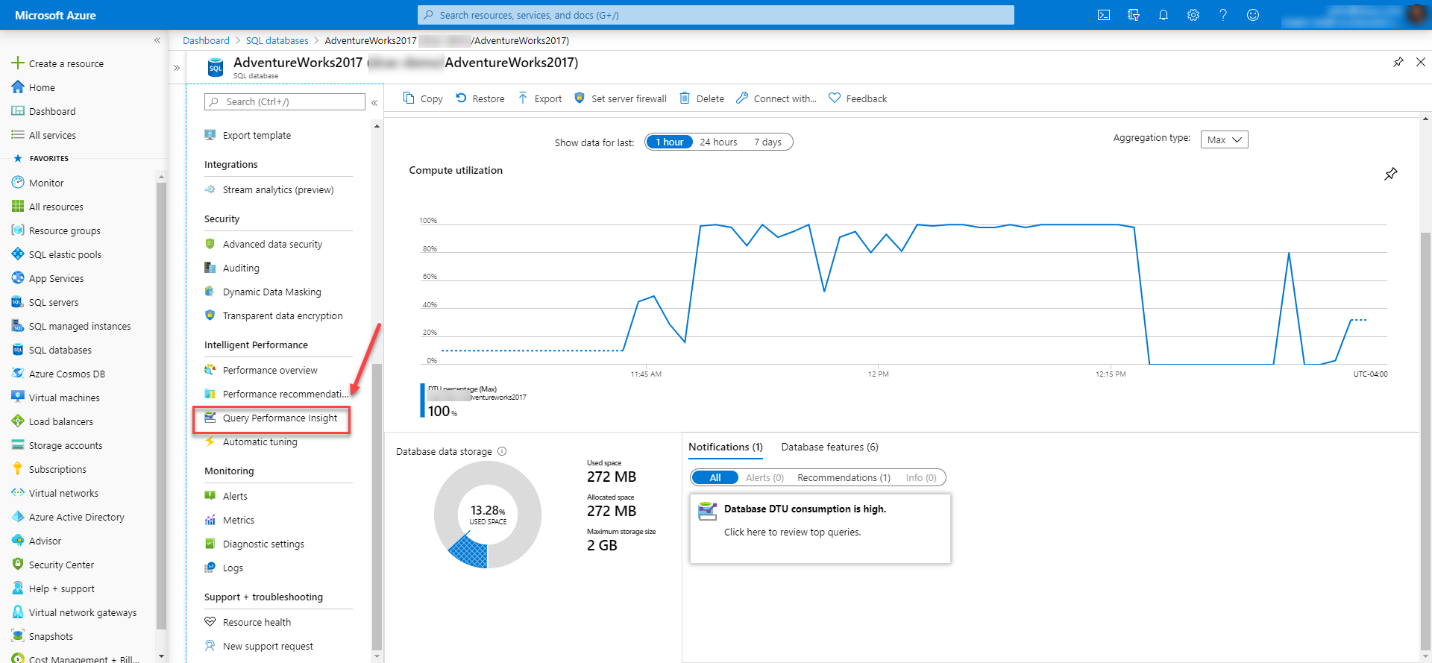 Microsoft Azure
Search resources, services, and docs (G+/)
Dashboard > SQL databases > AdventureWorks2017 /AdventureWorks2017)
Create a resource
Home
Dashboard
All services
FAVORITES
Monitor
All resources
Resource groups
SQL elastic pools
App Services
SQL servers
SQL managed instances
SQL databases
Azure Cosmos DB
Virtual machines
Load balancers
Storage accounts
Subscriptions
Virtual networks
Azure Active Directory
Advisor
Security Center
Help + support
Virtual network gateways
Snapshots
Cost Management + Bill...
AdventureWorks2017 ( AdventureWorks2017)
SQL database
Search (Ctrl+/)
Export template
Integrations
Stream analytics (preview)
Security
Advanced data security
Auditing
Dynamic Data Masking
Transparent data encryption
Intelligent Performance
Performance overview
Performance recommendati...
Query Performance Insight
Automatic tuning
Monitoring
Alerts
Metrics
Diagnostic settings
Logs
Support + troubleshooting
Resource health
New support request
Copy Restore Export Set server firewall Delete Connect with... Feedback
Show data for last: 1 hour 24 hours 7 days
Aggregation type: Max
Compute utilization
100%
80%
60%
40%
20%
0%
11:45 AM 12 PM 12:15 PM UTC-04:00
DTU percentage (Max)
dventureworks2017
100 %
Database data storage
13.28%
USED SPACE
Used space
272 MB
Allocated space
272 MB
Maximum storage size
2 GB
Notifications (1) Database features (6)
All Alerts (0) Recommendations (1) Info (0)
Database DTU consumption is high.
Click here to review top queries.